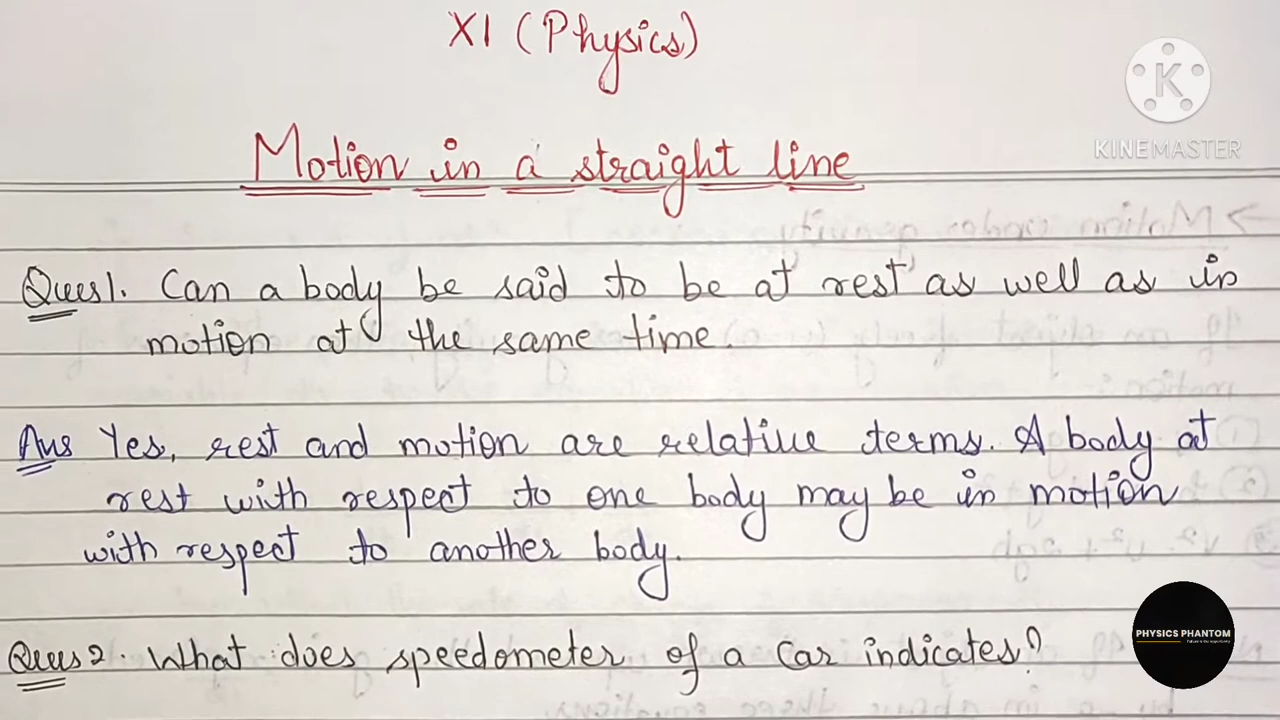 XI (Physics)
KINEMASTER
Motion in a straight line
Ques1. Can a body be said to be at rest as well as in
motion at the same time.
Ans Yes, rest and motion are relative terms. A body at
rest with respect to one body may be in motion
with respect to another body.
PHYSICS PHANTOM
Ques 2. What does speedometer of a car indicates?